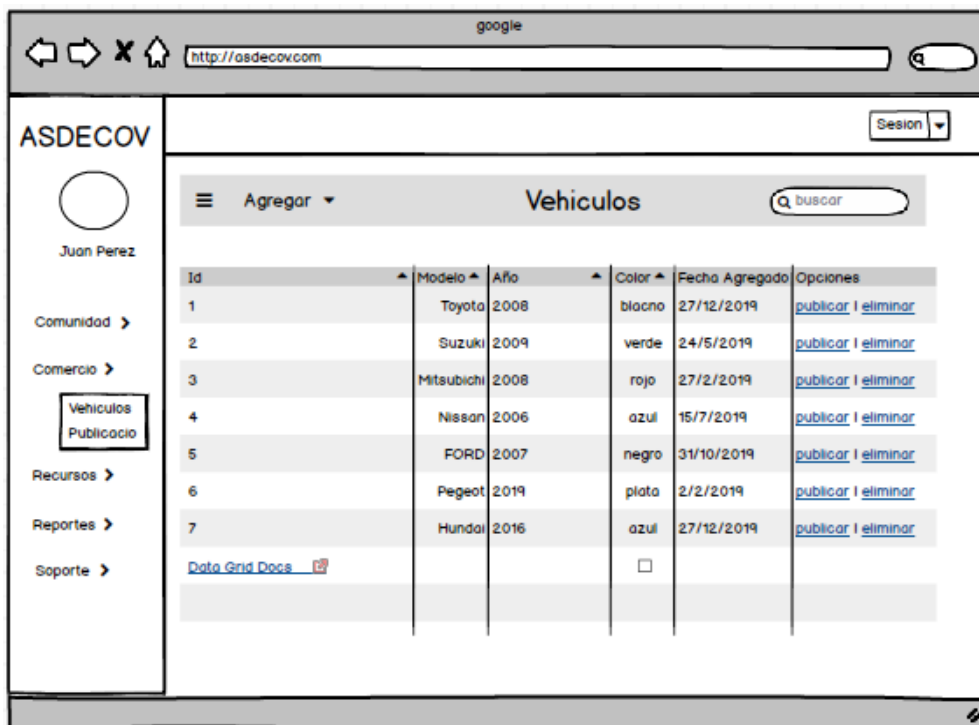 google
http://asdecov.com
ASDECOV
Sesion
Juan Perez
Comunidad
Comercio
Vehiculos
Publicacio
Recursos
Reportes
Soporte
Agregar Vehiculos buscar
Id Modelo Año Color Fecha Agregado Opciones
1 Toyota 2008 blacno 27/12/2019 publicar | eliminar
2 Suzuki 2009 verde 24/5/2019 publicar | eliminar
3 Mitsubichi 2008 rojo 27/2/2019 publicar | eliminar
4 Nissan 2006 azul 15/7/2019 publicar | eliminar
5 FORD 2007 negro 31/10/2019 publicar | eliminar
6 Pegeot 2019 plata 2/2/2019 publicar | eliminar
7 Hundai 2016 azul 27/12/2019 publicar | eliminar
Data Grid Docs